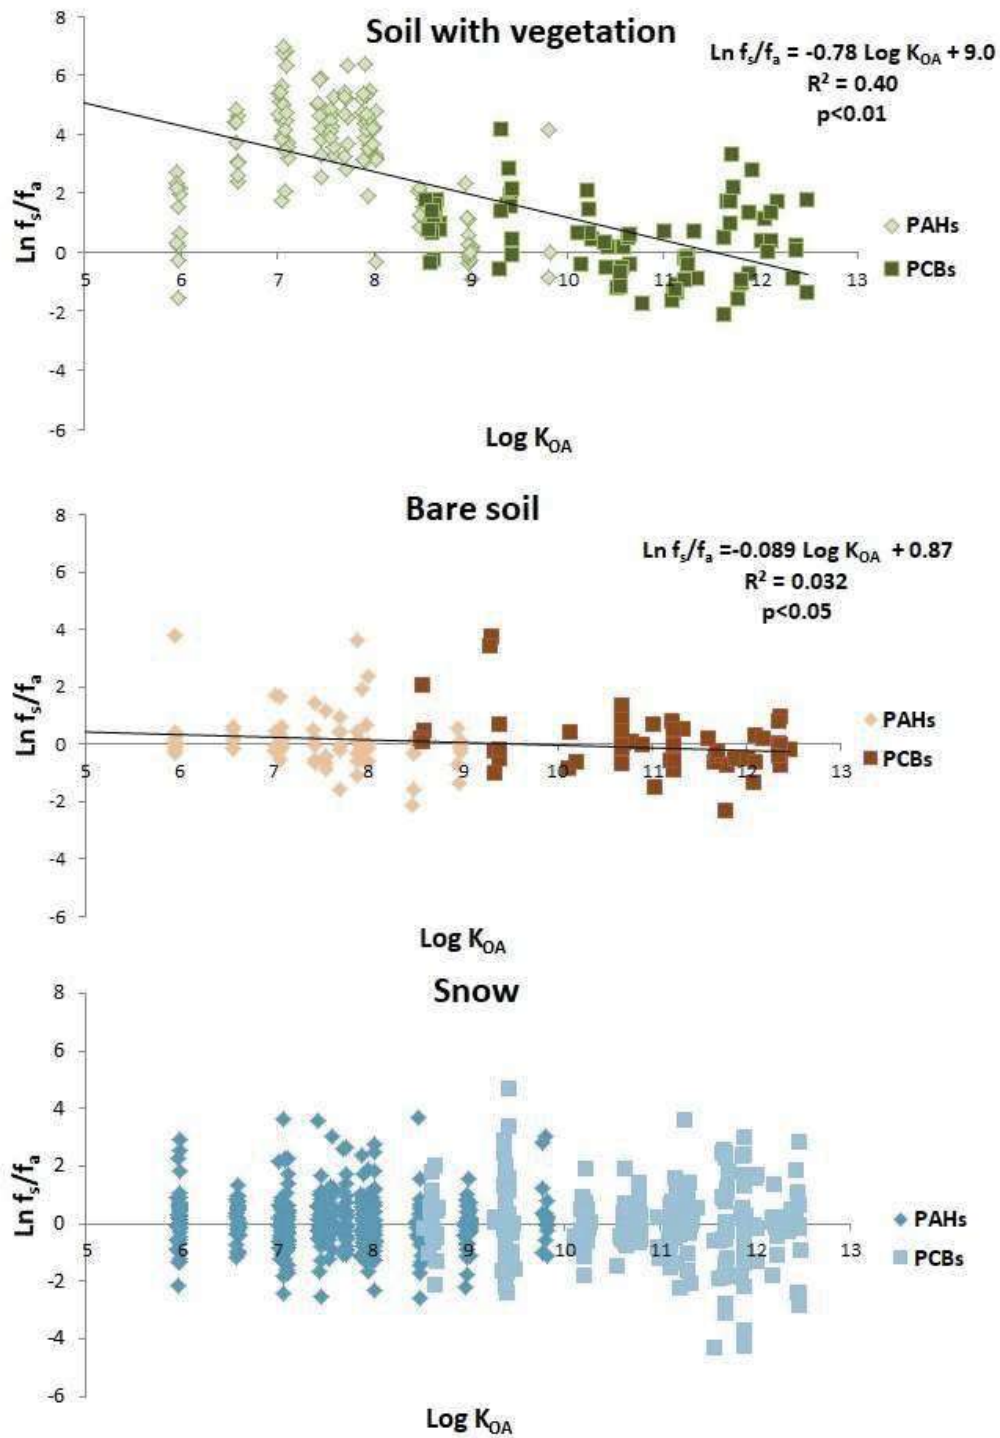 Soil with vegetation
Ln fs/fa = -0.78 Log KOA + 9.0
R² = 0.40
p<0.01
8
6
4
2
0
-2
-4
-6
5 6 7 8 9 10 11 12 13
Ln fs/fa
Log KOA
PAHs
PCBs
Bare soil
Ln fs/fa =-0.089 Log KOA + 0.87
R² = 0.032
p<0.05
8
6
4
2
0
-2
-4
-6
5 6 7 8 9 10 11 12 13
Ln fs/fa
Log KOA
PAHs
PCBs
Snow
8
6
4
2
0
-2
-4
-6
5 6 7 8 9 10 11 12 13
Ln fs/fa
Log KOA
PAHs
PCBs